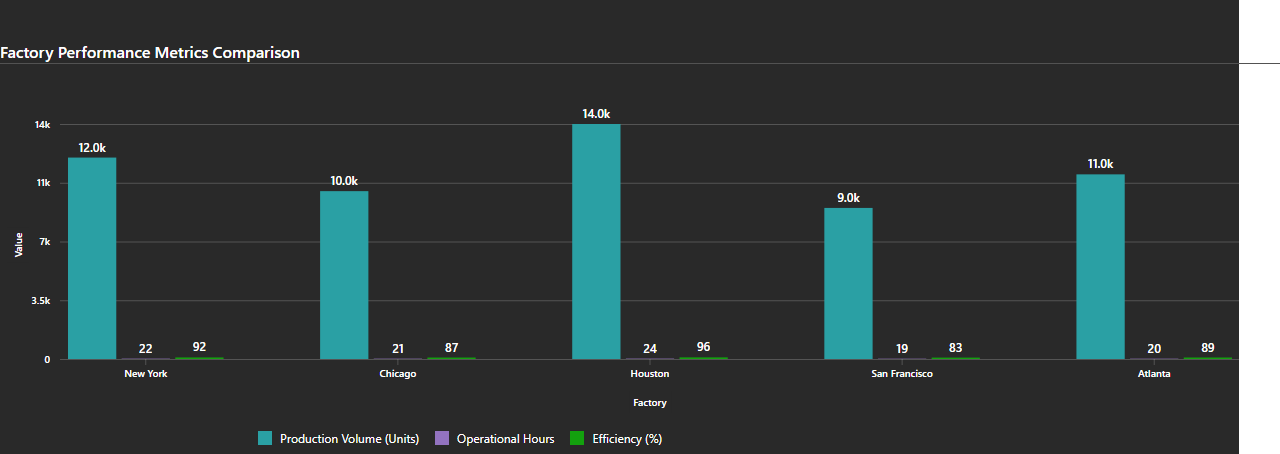 Factory Performance Metrics Comparison
14k
11k
7k
3.5k
0
Value
12.0k
22
92
10.0k
21
87
14.0k
24
96
9.0k
19
83
11.0k
20
89
New York
Chicago
Houston
San Francisco
Atlanta
Factory
Production Volume (Units)
Operational Hours
Efficiency (%)